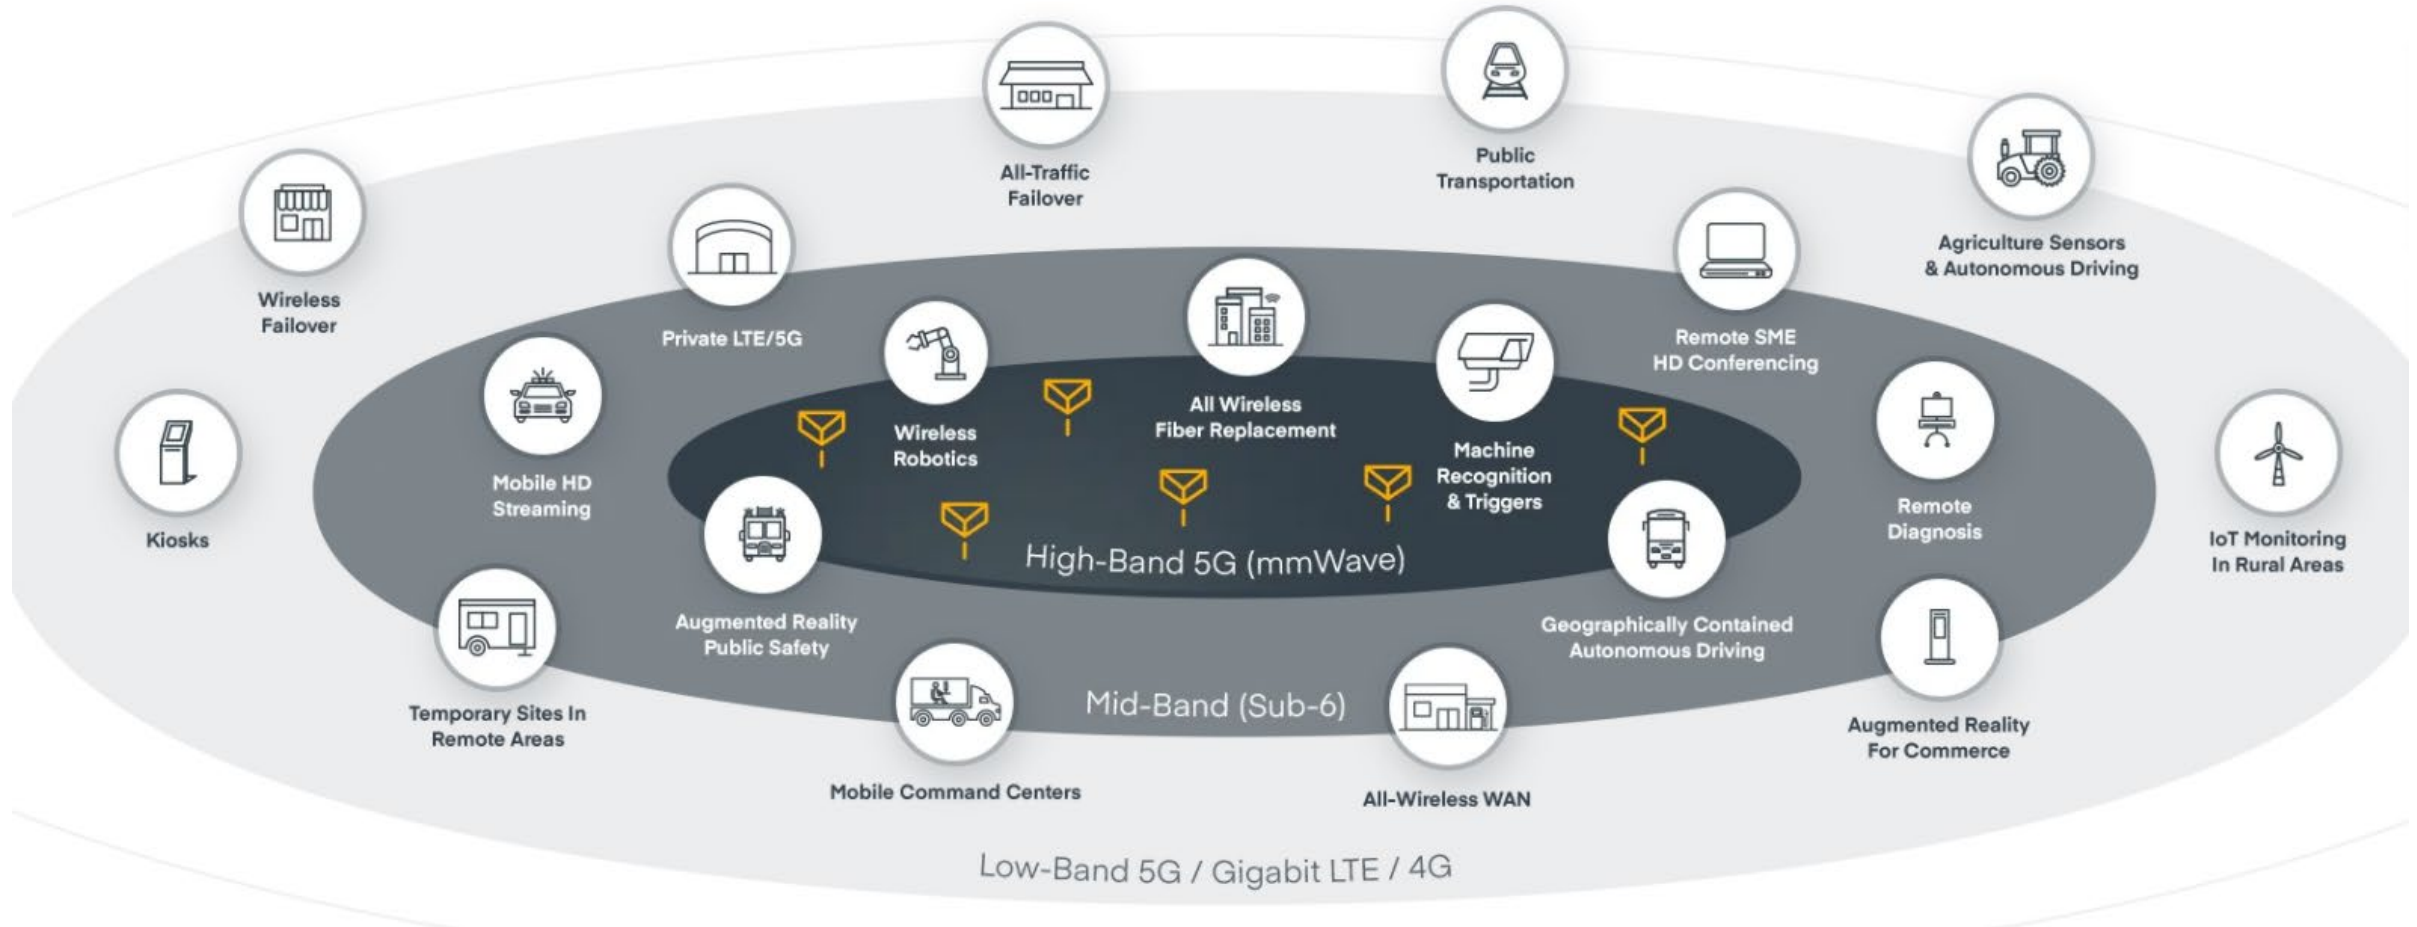 All-Traffic
Failover
Public
Transportation
Agriculture Sensors
& Autonomous Driving
Wireless
Failover
Private LTE/5G
Remote SME
HD Conferencing
Wireless
Robotics
All Wireless
Fiber Replacement
Machine
Recognition
& Triggers
Mobile HD
Streaming
Remote
Diagnosis
Kiosks
IoT Monitoring
In Rural Areas
High-Band 5G (mmWave)
Augmented Reality
Public Safety
Geographically Contained
Autonomous Driving
Mid-Band (Sub-6)
Temporary Sites In
Remote Areas
Augmented Reality
For Commerce
Mobile Command Centers
All-Wireless WAN
Low-Band 5G / Gigabit LTE / 4G